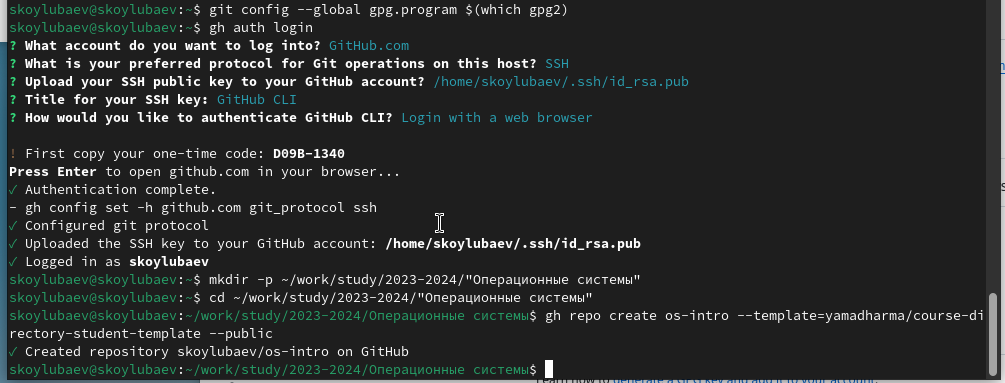 skoylubaev@skoylubaev:~$ git config --global gpg.program $(which gpg2)
skoylubaev@skoylubaev:~$ gh auth login
? What account do you want to log into? GitHub.com
? What is your preferred protocol for Git operations on this host? SSH
? Upload your SSH public key to your GitHub account? /home/skoylubaev/.ssh/id_rsa.pub
? Title for your SSH key: GitHub CLI
? How would you like to authenticate GitHub CLI? Login with a web browser
! First copy your one-time code: D09B-1340
Press Enter to open github.com in your browser...
✓ Authentication complete.
- gh config set -h github.com git_protocol ssh
✓ Configured git protocol
✓ Uploaded the SSH key to your GitHub account: /home/skoylubaev/.ssh/id_rsa.pub
✓ Logged in as skoylubaev
skoylubaev@skoylubaev:~$ mkdir -p ~/work/study/2023-2024/"Операционные системы"
skoylubaev@skoylubaev:~$ cd ~/work/study/2023-2024/"Операционные системы"
skoylubaev@skoylubaev:~/work/study/2023-2024/Операционные системы$ gh repo create os-intro --template=yamadharma/course-di
rectory-student-template --public
✓ Created repository skoylubaev/os-intro on GitHub
skoylubaev@skoylubaev:~/work/study/2023-2024/Операционные системы$